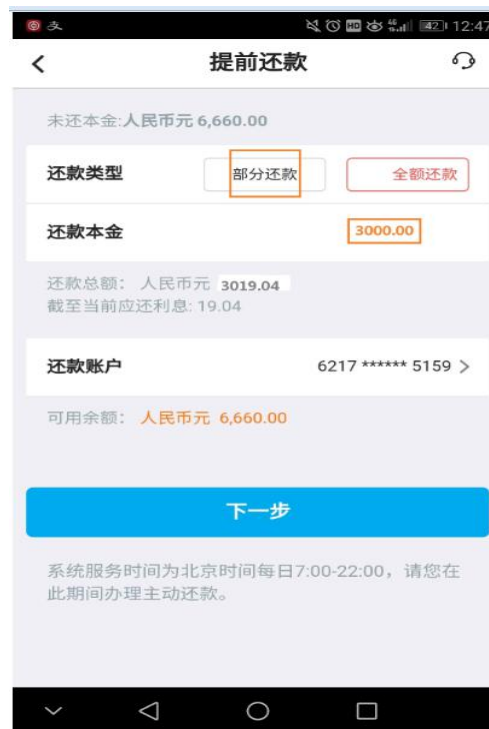 支 HD 4G 42 12:47
提前还款
未还本金:人民币元 6,660.00
还款类型 部分还款 全额还款
还款本金 3000.00
还款总额： 人民币元 3019.04
截至当前应还利息: 19.04
还款账户 6217 ****** 5159 >
可用余额： 人民币元 6,660.00
下一步
系统服务时间为北京时间每日7:00-22:00，请您在
此期间办理主动还款。